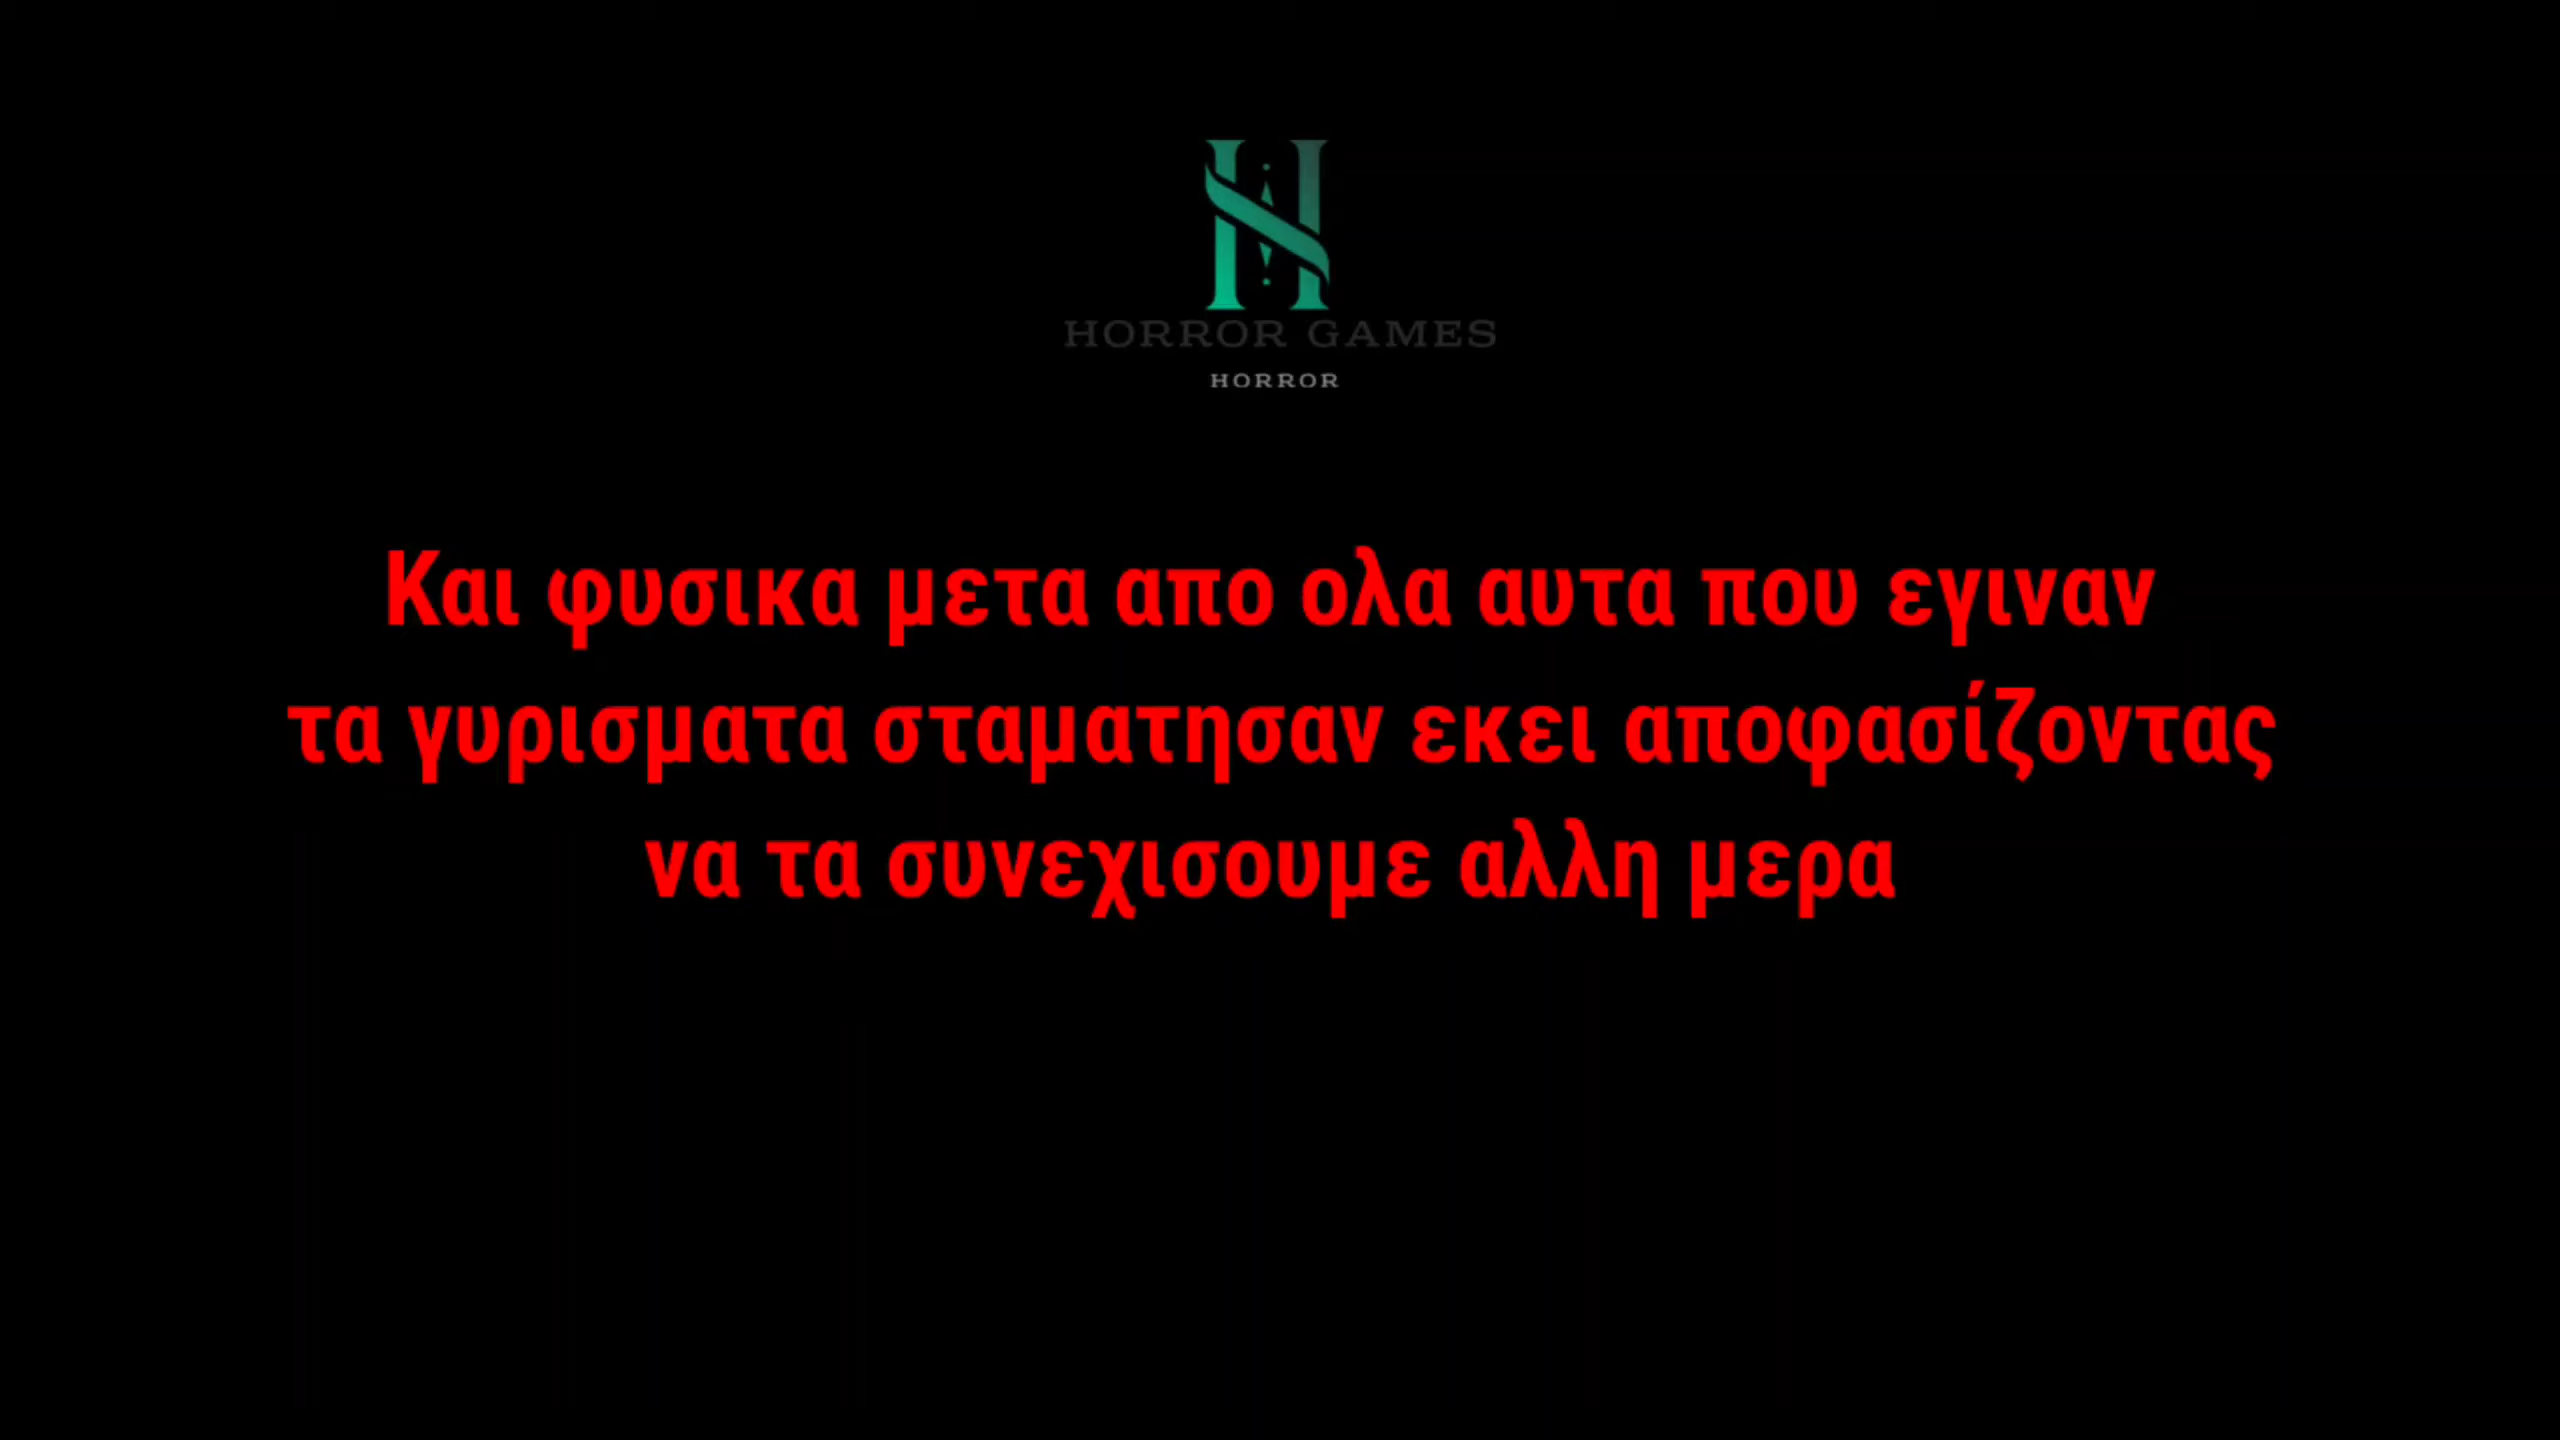 HORROR GAMES
HORROR
Και φυσικα μετα απο ολα αυτα που εγιναν
τα γυρισματα σταματησαν εκει αποφασίζοντας
να τα συνεχισουμε αλλη μερα